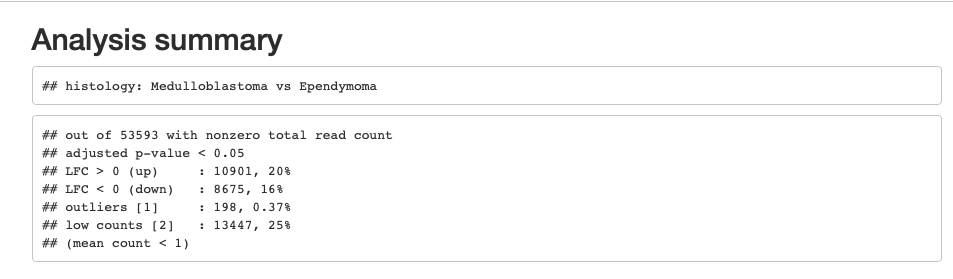 Analysis summary
## histology: Medulloblastoma vs Ependymoma
## out of 53593 with nonzero total read count
## adjusted p-value < 0.05
## LFC > 0 (up)     : 10901, 20%
## LFC < 0 (down)   : 8675, 16%
## outliers [1]     : 198, 0.37%
## low counts [2]   : 13447, 25%
## (mean count < 1)